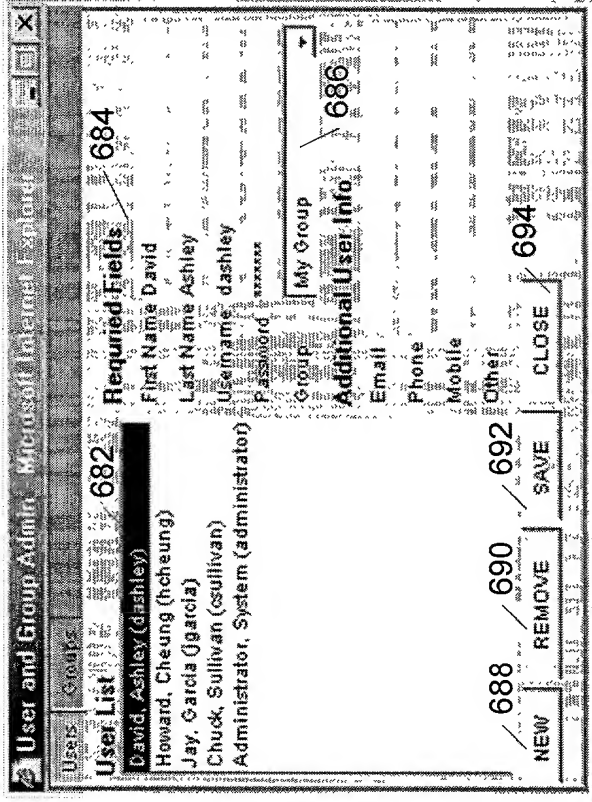 User and Group Admin - Microsoft Internet Explorer
Users Groups
User List 682
David, Ashley (dashley)
Howard, Cheung (hcheung)
Jay, Garcia (jgarcia)
Chuck, Sullivan (csullivan)
Administrator, System (administrator)
Requried Fields 684
First Name David
Last Name Ashley
Username dashley
Password *******
Group My Group 686
Additional User Info
Email
Phone
Mobile
Other
688 690 692 694
NEW REMOVE SAVE CLOSE